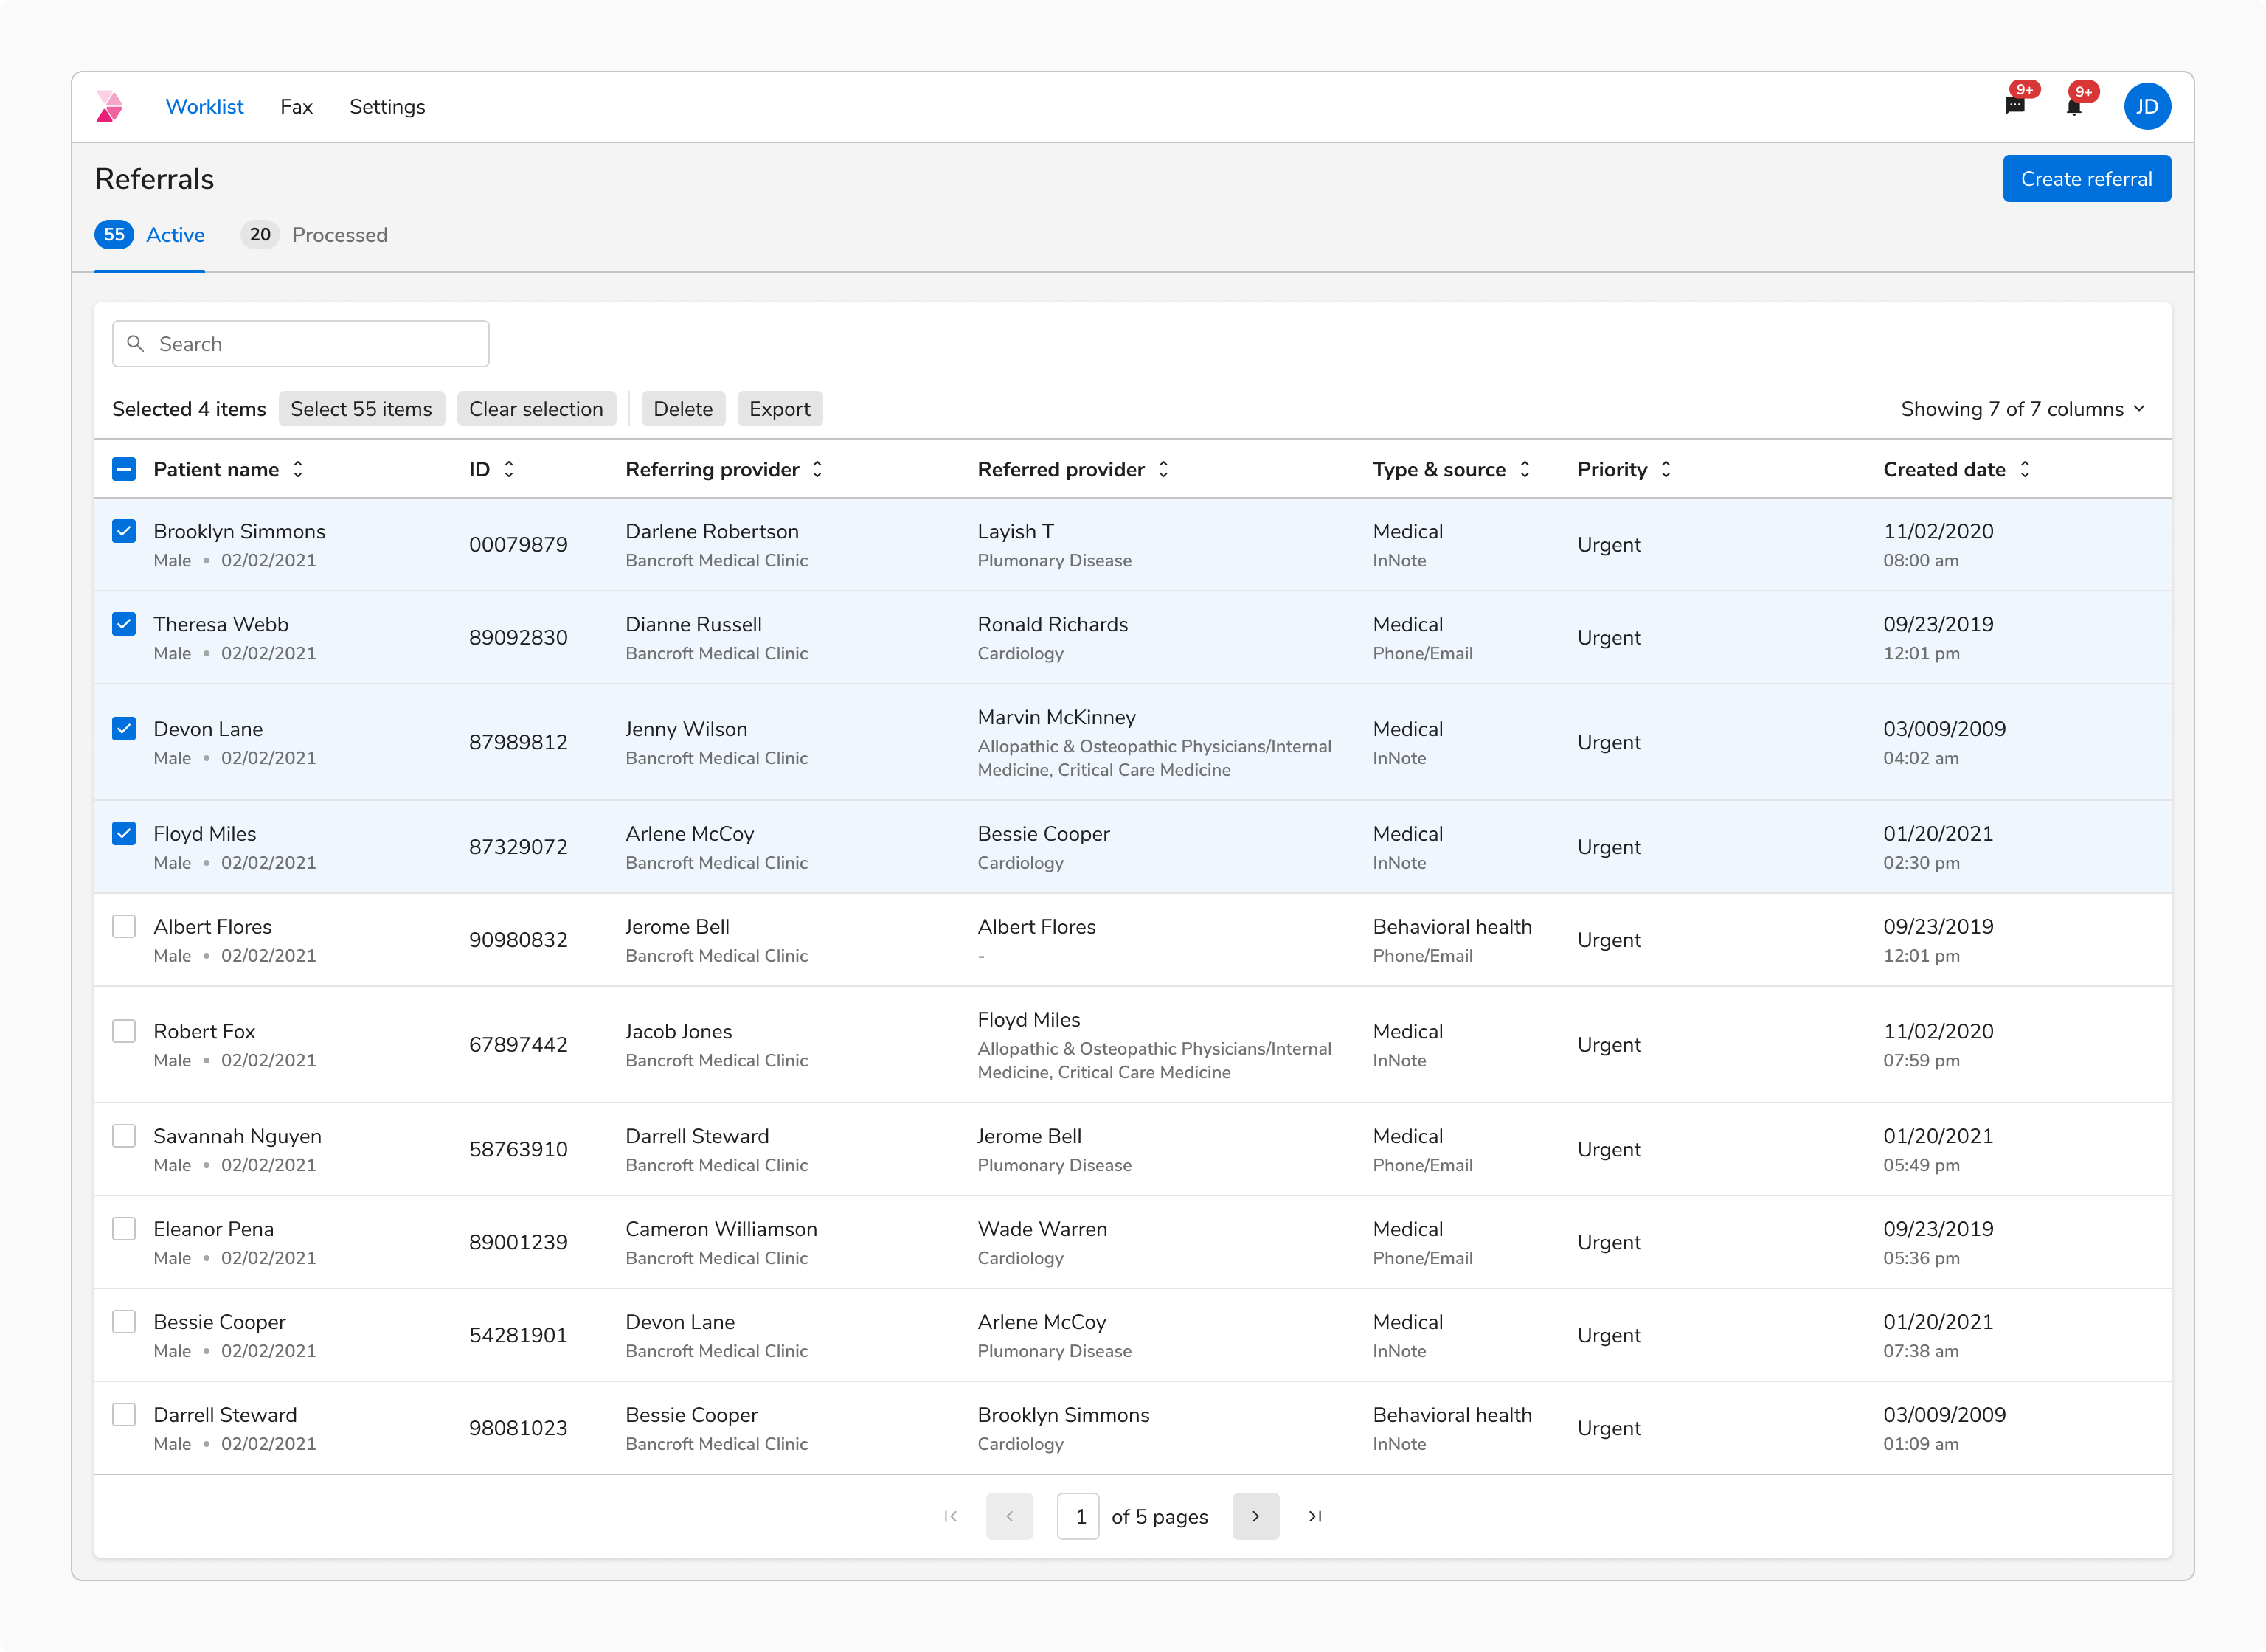 Worklist Fax Settings 9+ 9+ JD
Referrals Create referral
55 Active 20 Processed
Search
Selected 4 items Select 55 items Clear selection Delete Export Showing 7 of 7 columns
Patient name ID Referring provider Referred provider Type & source Priority Created date
Brooklyn Simmons 00079879 Darlene Robertson Layish T Medical Urgent 11/02/2020
Male • 02/02/2021 Bancroft Medical Clinic Plumonary Disease InNote 08:00 am
Theresa Webb 89092830 Dianne Russell Ronald Richards Medical Urgent 09/23/2019
Male • 02/02/2021 Bancroft Medical Clinic Cardiology Phone/Email 12:01 pm
Devon Lane 87989812 Jenny Wilson Marvin McKinney Medical Urgent 03/009/2009
Male • 02/02/2021 Bancroft Medical Clinic Allopathic & Osteopathic Physicians/Internal InNote 04:02 am
Medicine, Critical Care Medicine
Floyd Miles 87329072 Arlene McCoy Bessie Cooper Medical Urgent 01/20/2021
Male • 02/02/2021 Bancroft Medical Clinic Cardiology InNote 02:30 pm
Albert Flores 90980832 Jerome Bell Albert Flores Behavioral health Urgent 09/23/2019
Male • 02/02/2021 Bancroft Medical Clinic - Phone/Email 12:01 pm
Robert Fox 67897442 Jacob Jones Floyd Miles Medical Urgent 11/02/2020
Male • 02/02/2021 Bancroft Medical Clinic Allopathic & Osteopathic Physicians/Internal InNote 07:59 pm
Medicine, Critical Care Medicine
Savannah Nguyen 58763910 Darrell Steward Jerome Bell Medical Urgent 01/20/2021
Male • 02/02/2021 Bancroft Medical Clinic Plumonary Disease Phone/Email 05:49 pm
Eleanor Pena 89001239 Cameron Williamson Wade Warren Medical Urgent 09/23/2019
Male • 02/02/2021 Bancroft Medical Clinic Cardiology Phone/Email 05:36 pm
Bessie Cooper 54281901 Devon Lane Arlene McCoy Medical Urgent 01/20/2021
Male • 02/02/2021 Bancroft Medical Clinic Plumonary Disease InNote 07:38 am
Darrell Steward 98081023 Bessie Cooper Brooklyn Simmons Behavioral health Urgent 03/009/2009
Male • 02/02/2021 Bancroft Medical Clinic Cardiology InNote 01:09 am
1 of 5 pages